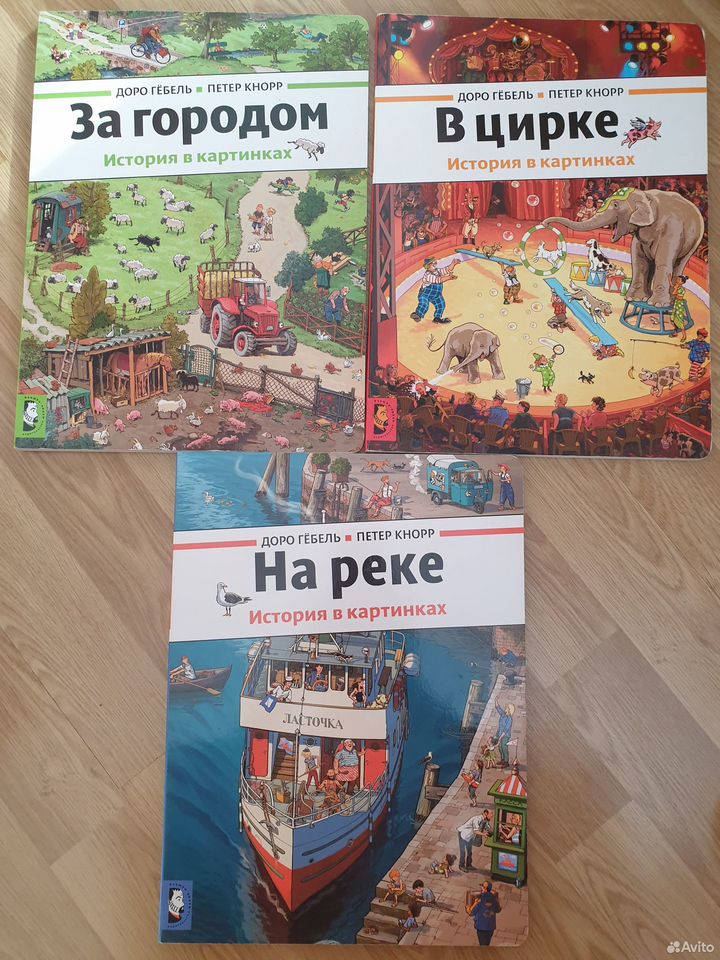 ДОРО ГЁБЕЛЬ ▪ ПЕТЕР КНОРР
За городом
История в картинках
ДОРО ГЁБЕЛЬ ▪ ПЕТЕР КНОРР
В цирке
История в картинках
ДОРО ГЁБЕЛЬ ▪ ПЕТЕР КНОРР
На реке
История в картинках
ЛАСТОЧКА
Avito